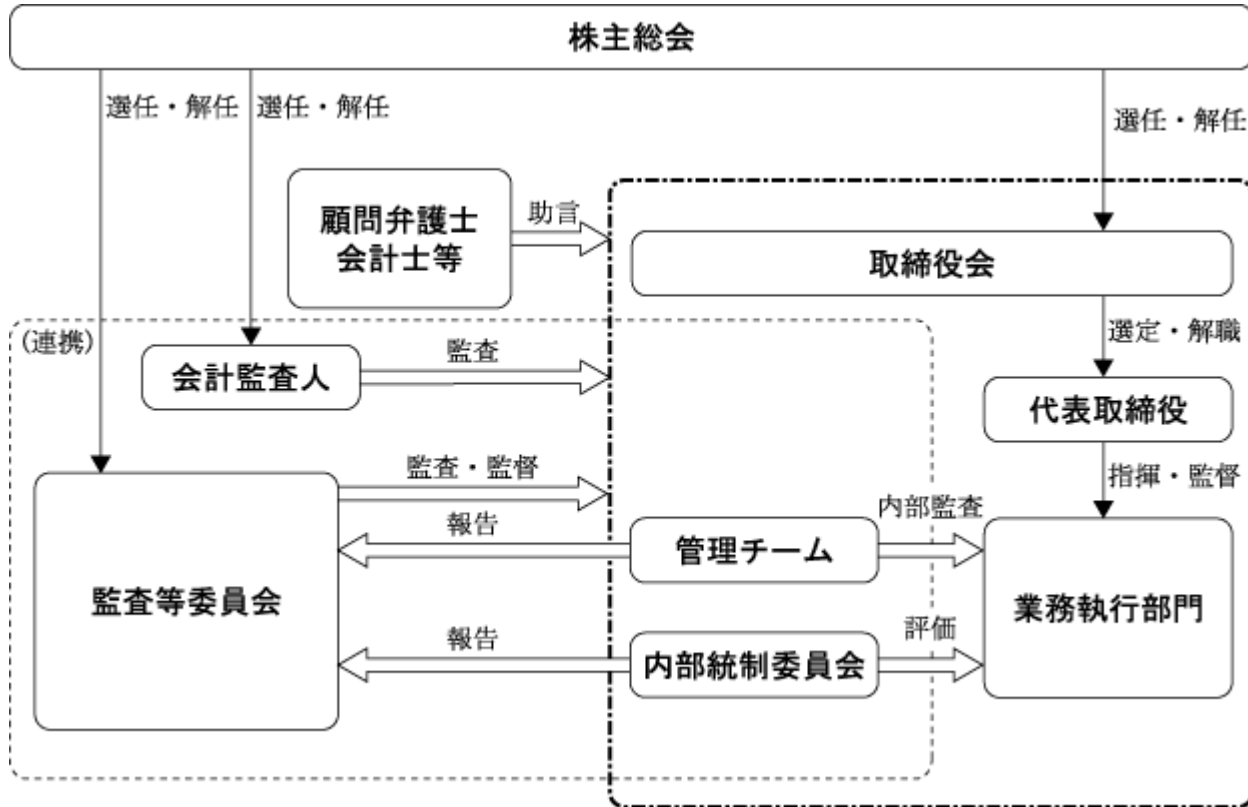 株主総会
選任・解任
選任・解任
選任・解任
顧問弁護士
会計士等
助言
取締役会
(連携)
選定・解職
会計監査人
監査
代表取締役
監査・監督
指揮・監督
報告
管理チーム
内部監査
監査等委員会
業務執行部門
報告
内部統制委員会
評価